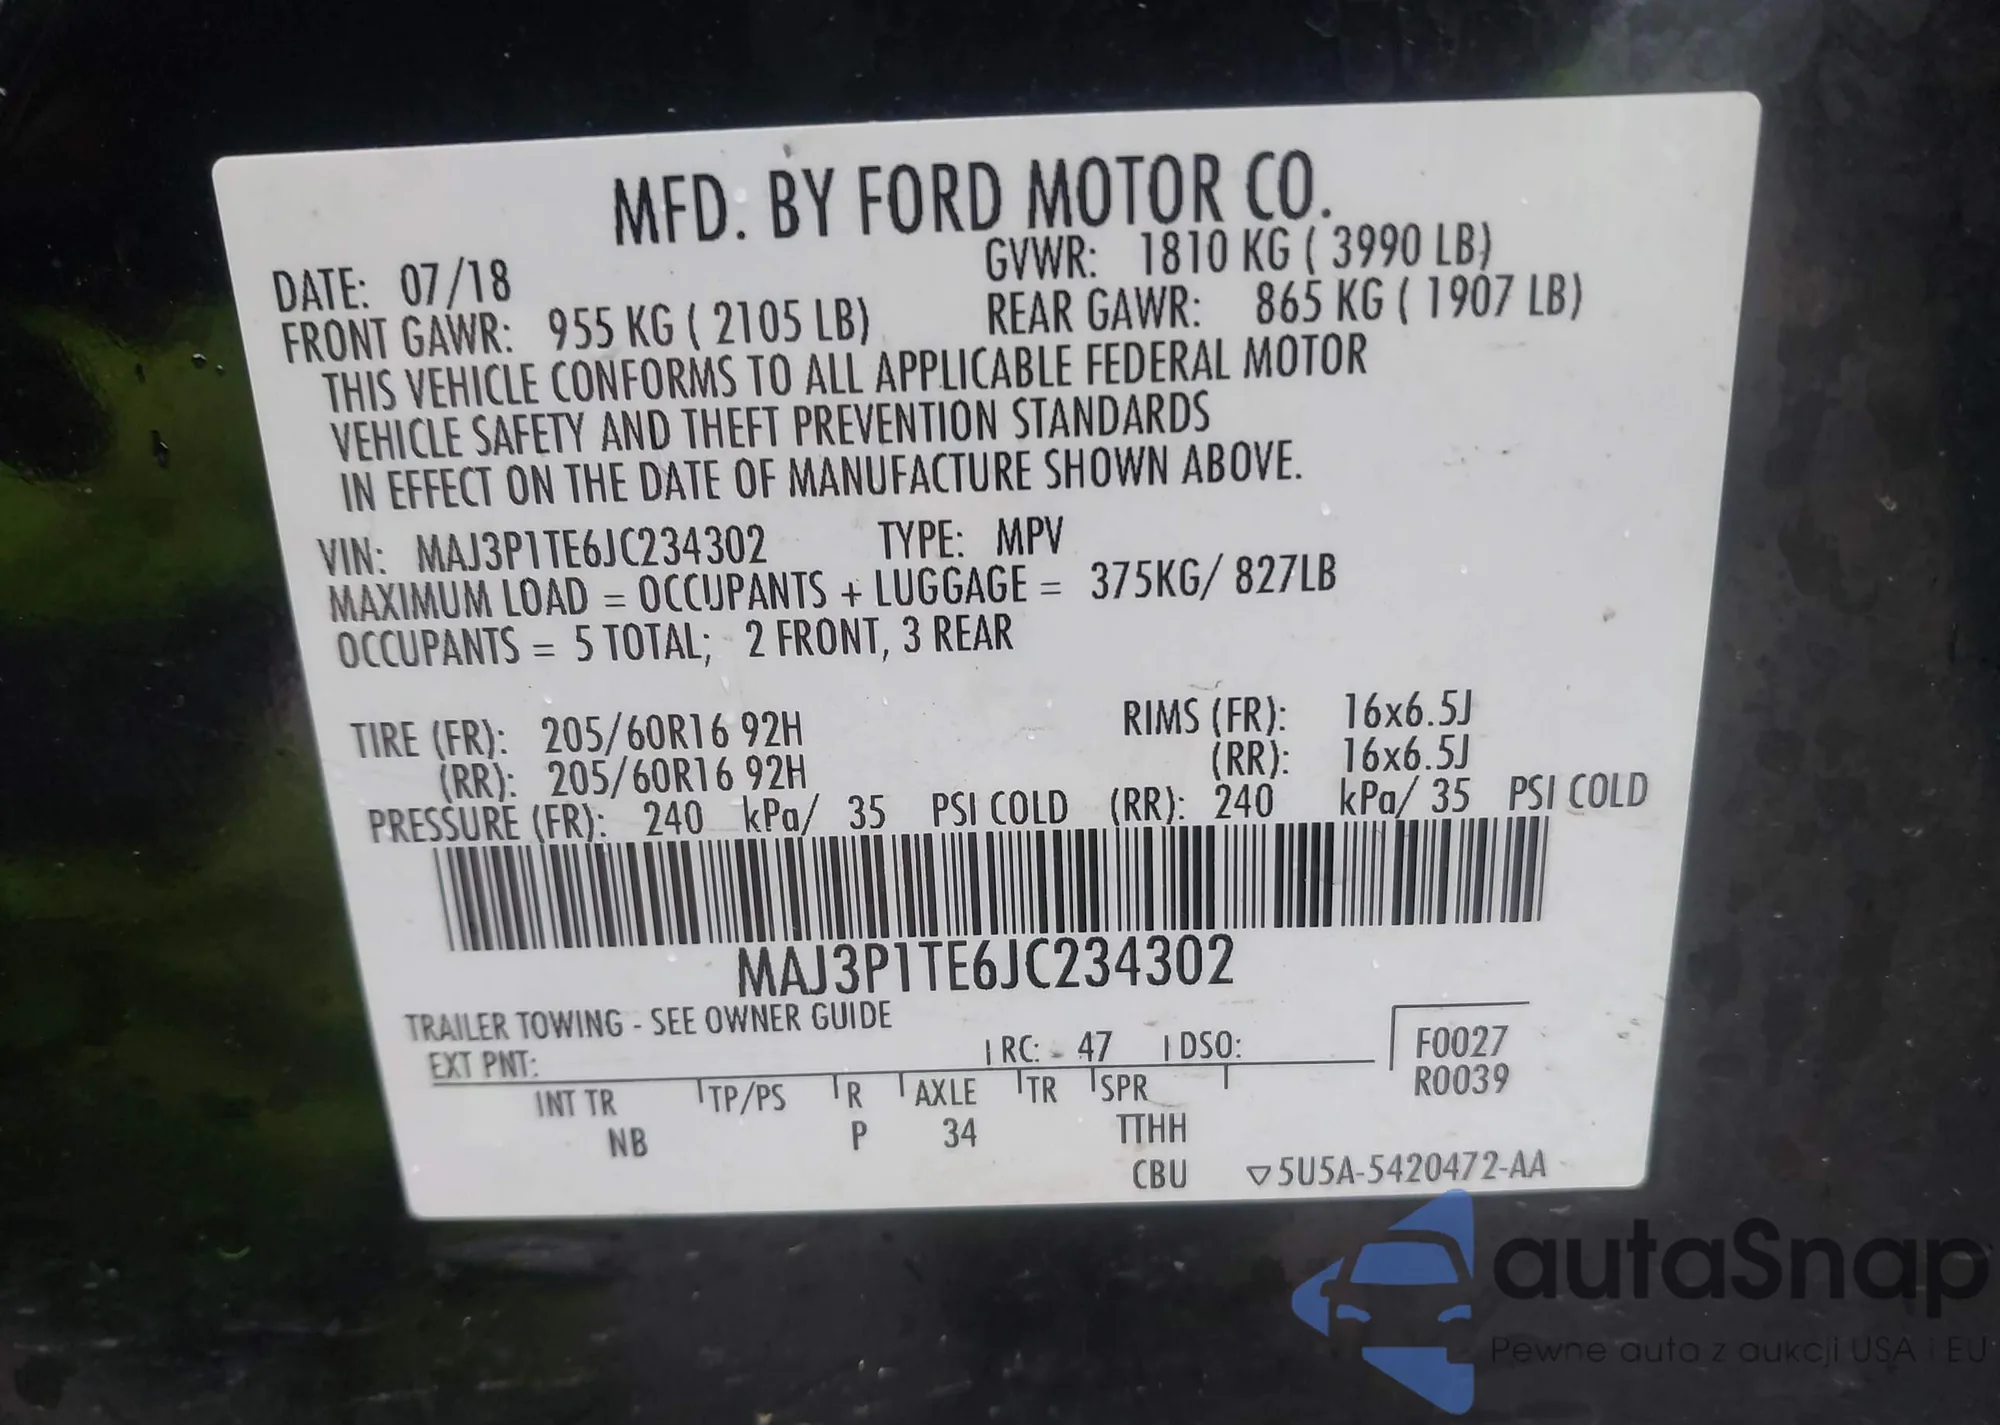 MFD. BY FORD MOTOR CO.
DATE: 07/18 GVWR: 1810 KG ( 3990 LB)
FRONT GAWR: 955 KG ( 2105 LB) REAR GAWR: 865 KG ( 1907 LB)
THIS VEHICLE CONFORMS TO ALL APPLICABLE FEDERAL MOTOR
VEHICLE SAFETY AND THEFT PREVENTION STANDARDS
IN EFFECT ON THE DATE OF MANUFACTURE SHOWN ABOVE.
VIN: MAJ3P1TE6JC234302 TYPE: MPV
MAXIMUM LOAD = OCCUPANTS + LUGGAGE = 375KG/ 827LB
OCCUPANTS = 5 TOTAL; 2 FRONT, 3 REAR
TIRE (FR): 205/60R16 92H RIMS (FR): 16x6.5J
(RR): 205/60R16 92H (RR): 16x6.5J
PRESSURE (FR): 240 kPa/ 35 PSI COLD (RR): 240 kPa/ 35 PSI COLD
MAJ3P1TE6JC234302
TRAILER TOWING - SEE OWNER GUIDE
EXT PNT: RC: - 47 DSO: F0027
INT TR TP/PS R AXLE TR SPR R0039
NB P 34 TTHH
CBU ▽5U5A-5420472-AA
autaSnap
Pewne auta z aukcji USA i EU